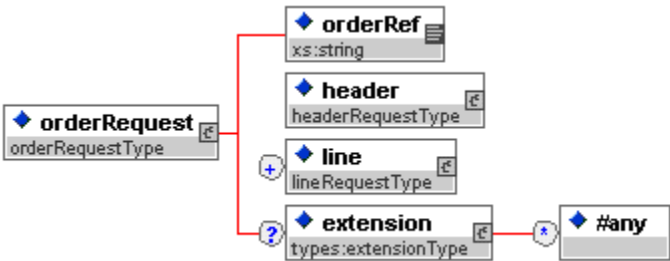 orderRef
xs:string
header
headerRequestType
orderRequest
orderRequestType
+ line
lineRequestType
? extension
types:extensionType
* #any